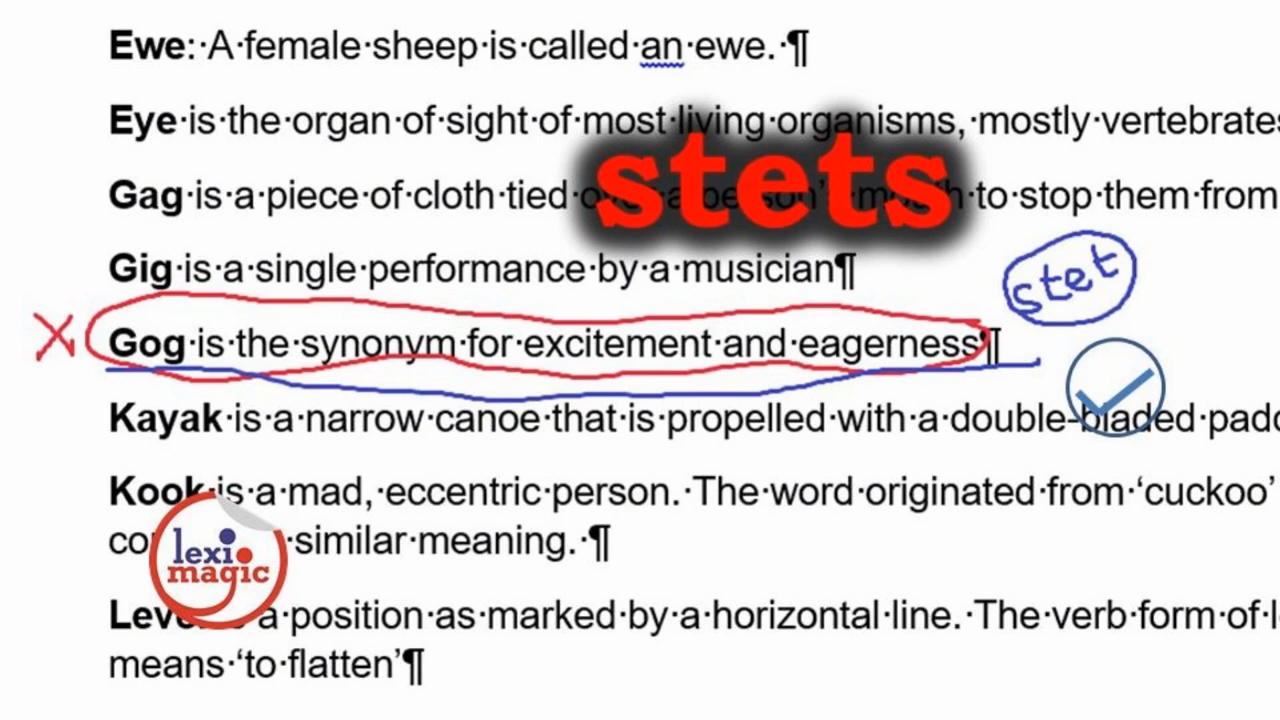 Ewe: A female sheep is called an ewe. ¶
Eye is the organ of sight of most living organisms, mostly vertebrates
stets
Gag is a piece of cloth tied over a person's mouth to stop them from
Gig is a single performance by a musician¶
stet
X Gog is the synonym for excitement and eagerness¶
Kayak is a narrow canoe that is propelled with a double-bladed
Kook is a mad, eccentric person. The word originated from ‘cuckoo’
similar meaning. ¶
lexi
magic
a position as marked by a horizontal line. The verb form of
means ‘to flatten’¶